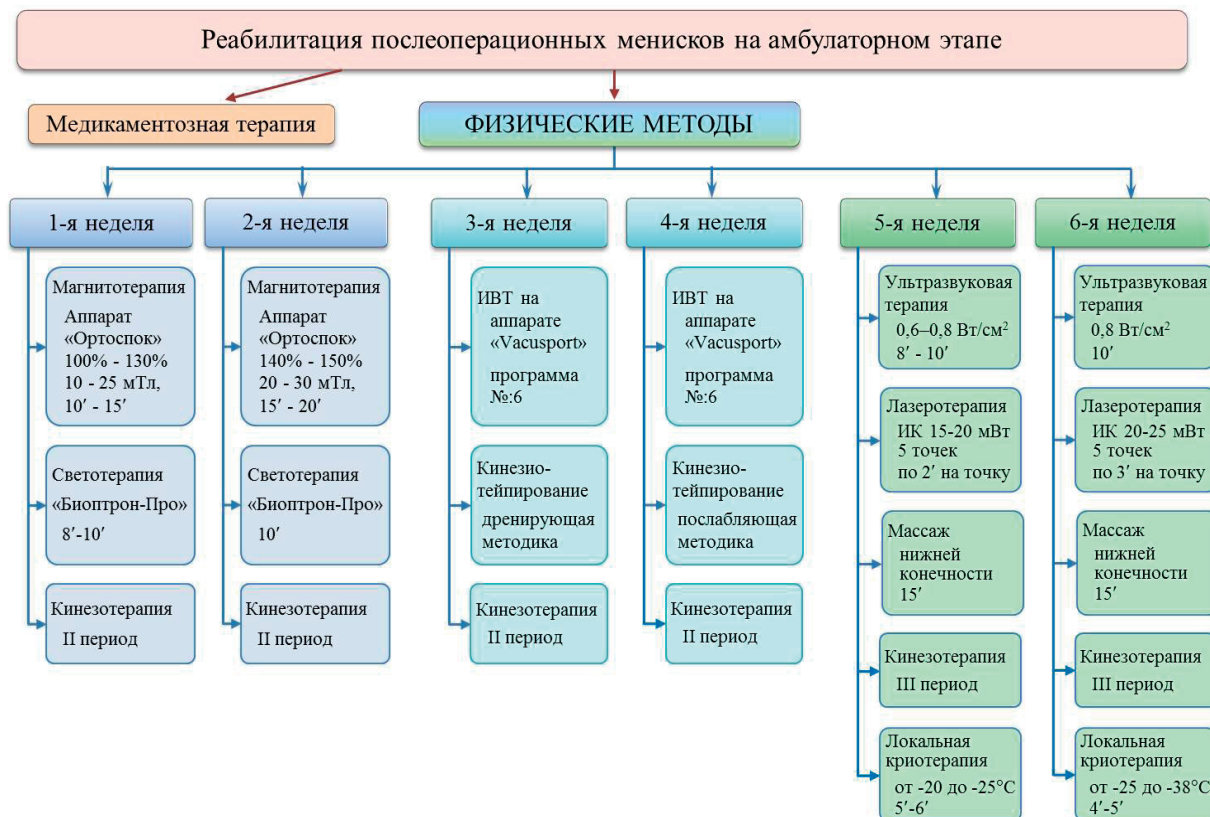 Реабилитация послеоперационных менисков на амбулаторном этапе
Медикаментозная терапия
ФИЗИЧЕСКИЕ МЕТОДЫ
1-я неделя
Магнитотерапия
Аппарат
«Ортоспок»
100% - 130%
10 - 25 мТл,
10′ - 15′
Светотерапия
«Биоптрон-Про»
8′-10′
Кинезотерапия
II период
2-я неделя
Магнитотерапия
Аппарат
«Ортоспок»
140% - 150%
20 - 30 мТл,
15′ - 20′
Светотерапия
«Биоптрон-Про»
10′
Кинезотерапия
II период
3-я неделя
ИВТ на
аппарате
«Vacusport»
программа
№:6
Кинезио-
тейпирование
дренирующая
методика
Кинезотерапия
II период
4-я неделя
ИВТ на
аппарате
«Vacusport»
программа
№:6
Кинезио-
тейпирование
послабляющая
методика
Кинезотерапия
II период
5-я неделя
Ультразвуковая
терапия
0,6–0,8 Вт/см²
8′ - 10′
Лазеротерапия
ИК 15-20 мВт
5 точек
по 2′ на точку
Массаж
нижней
конечности
15′
Кинезотерапия
III период
Локальная
криотерапия
от -20 до -25°C
5′-6′
6-я неделя
Ультразвуковая
терапия
0,8 Вт/см²
10′
Лазеротерапия
ИК 20-25 мВт
5 точек
по 3′ на точку
Массаж
нижней
конечности
15′
Кинезотерапия
III период
Локальная
криотерапия
от -25 до -38°C
4′-5′